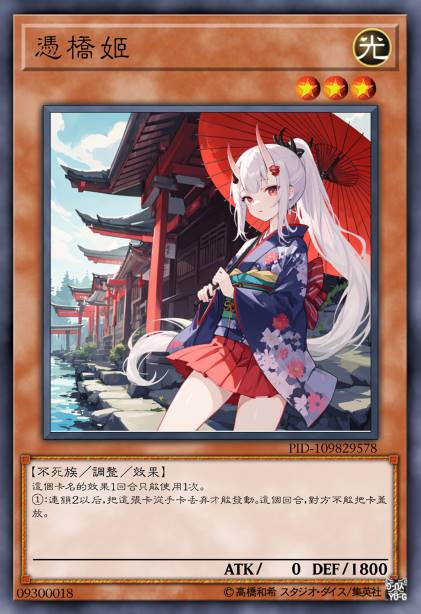 憑橋姬
光
PID-109829578
【不死族／調整／效果】
這個卡名的效果1回合只能使用1次。
①:連鎖2以后,把這張卡從手卡丟弃才能發動。這個回合,對方不能把卡蓋
放。
ATK/ 0 DEF/1800
09300018 ©高橋和希 スタジオ・ダイス/集英社